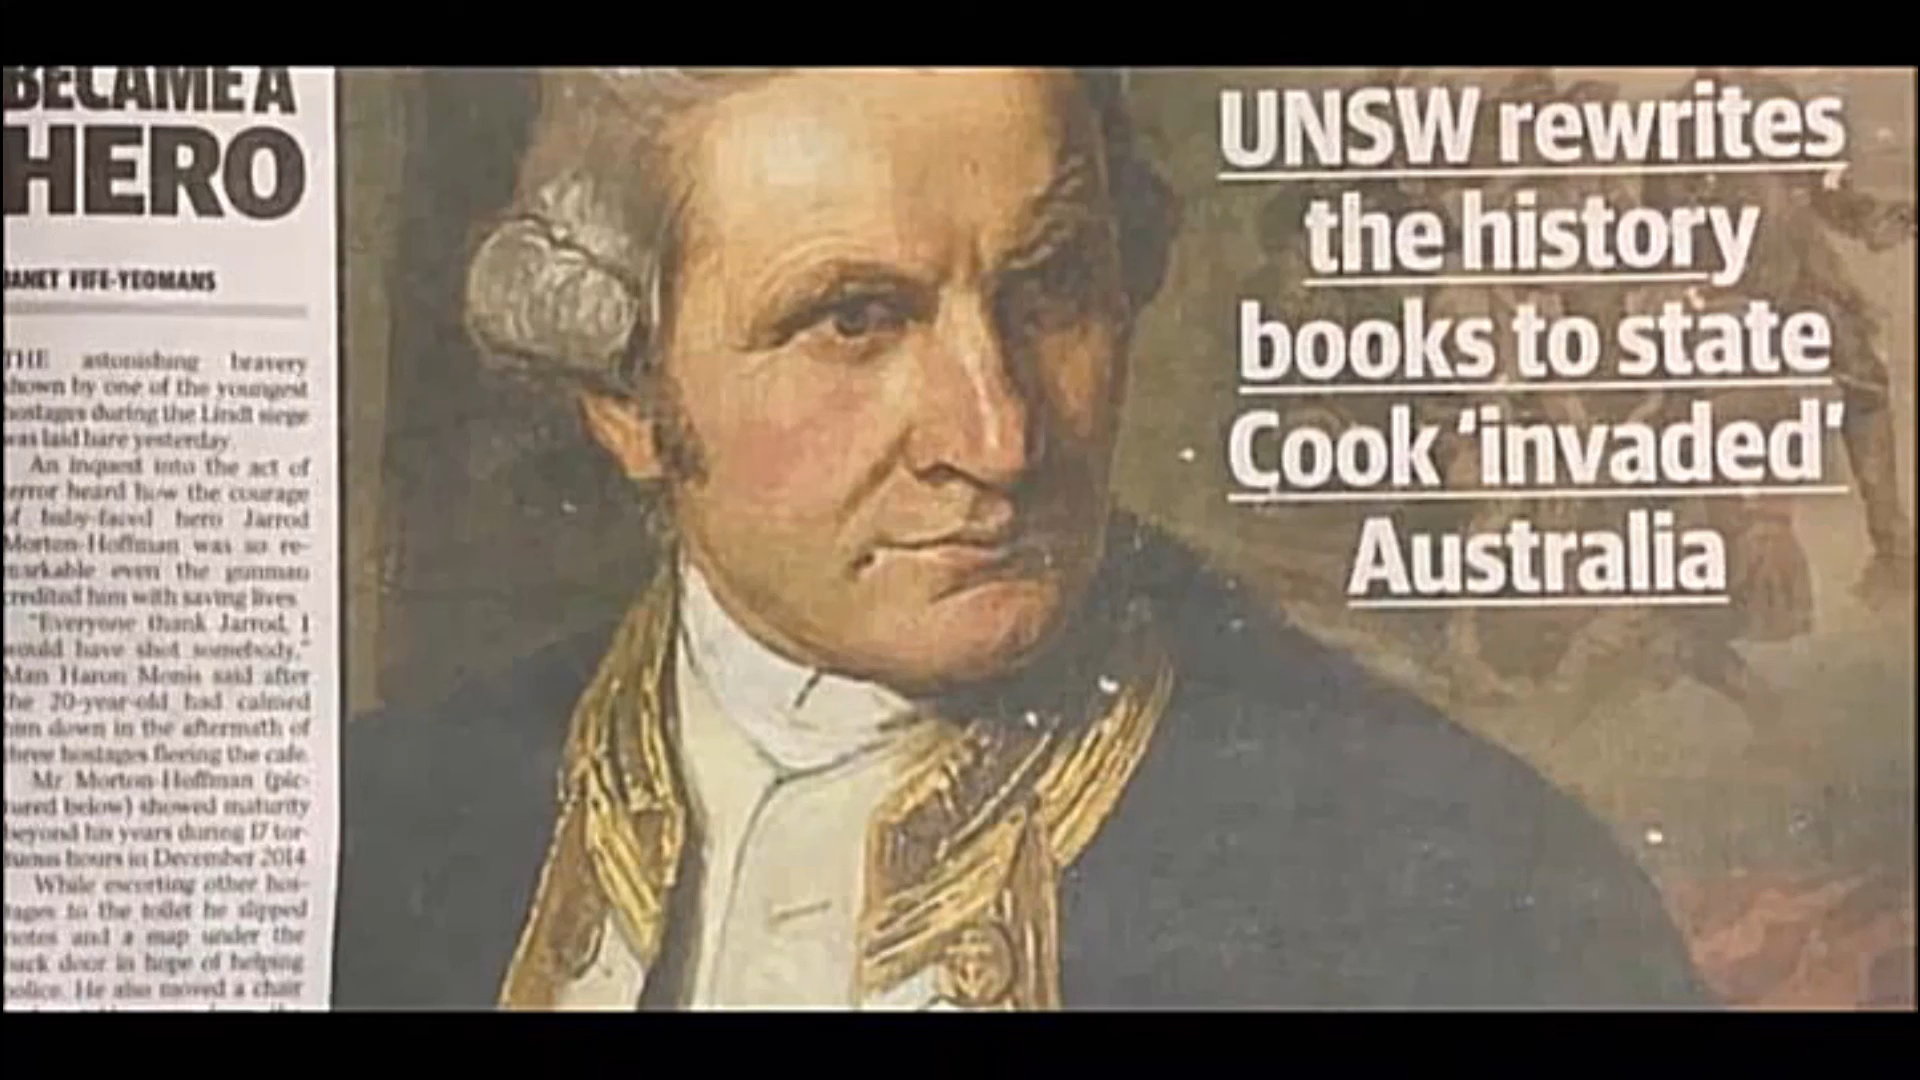 BECAME A
HERO
JANET FIFE-YEOMANS
THE astonishing bravery
shown by one of the youngest
hostages during the Lindt siege
was laid bare yesterday.
An inquest into the act of
terror heard how the courage
of baby-faced hero Jarrod
Morton-Hoffman was so re-
markable even the gunman
credited him with saving lives.
"Everyone thank Jarrod, I
would have shot somebody,"
Man Haron Monis said after
the 20-year-old had calmed
him down in the aftermath of
three hostages fleeing the cafe.
Mr Morton-Hoffman (pic-
tured below) showed maturity
beyond his years during 17 tor-
tuous hours in December 2014.
While escorting other hos-
tages to the toilet he slipped
notes and a map under the
back door in hope of helping
police. He also moved a chair
UNSW rewrites
the history
books to state
Cook 'invaded'
Australia